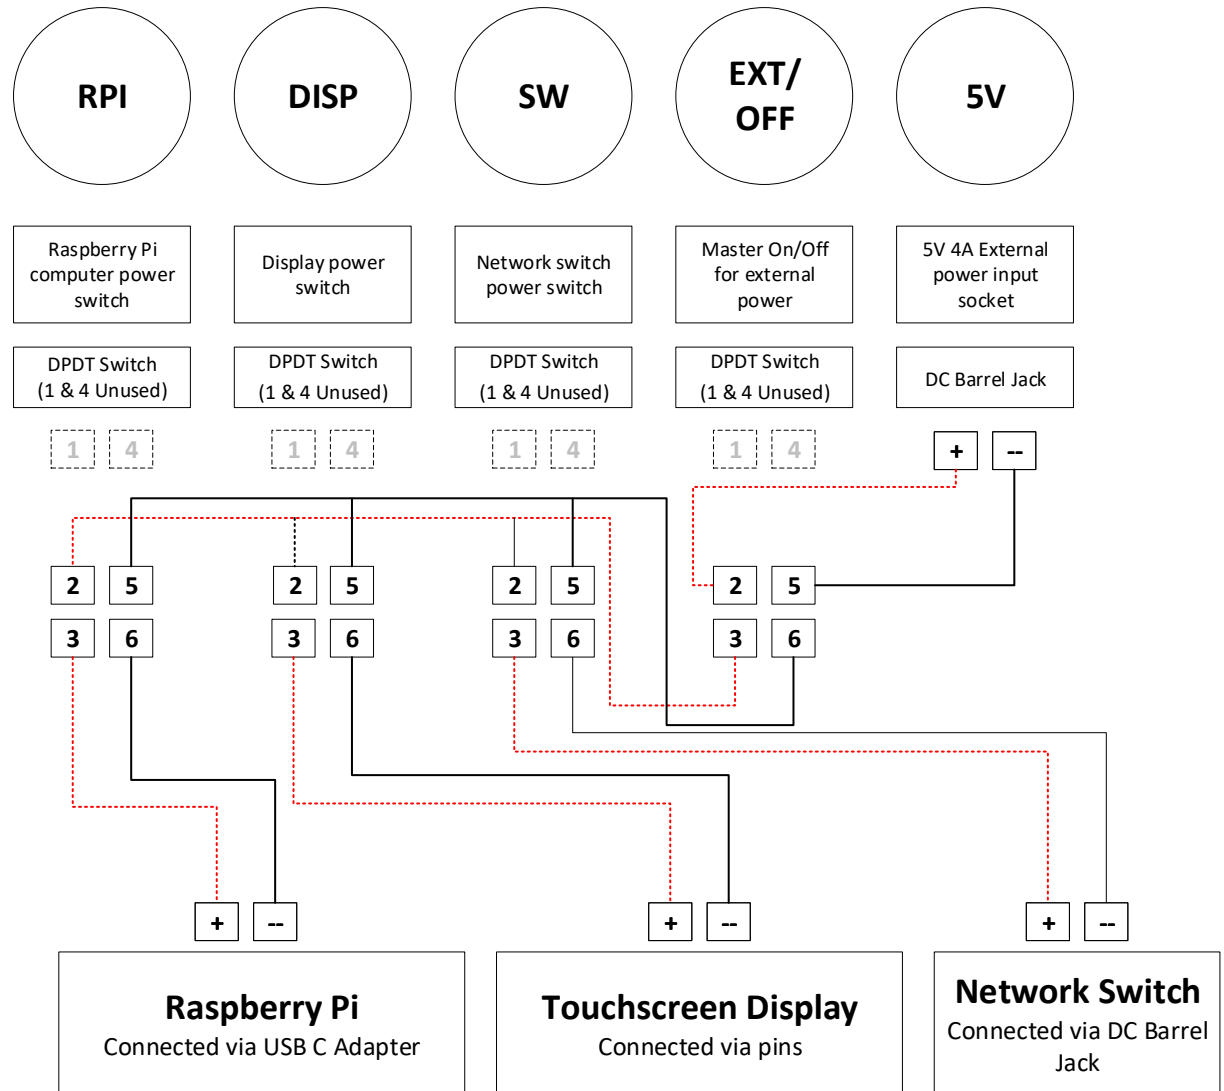 RPI
DISP
SW
EXT/
OFF
5V
Raspberry Pi
computer power
switch
Display power
switch
Network switch
power switch
Master On/Off
for external
power
5V 4A External
power input
socket
DPDT Switch
(1 & 4 Unused)
DPDT Switch
(1 & 4 Unused)
DPDT Switch
(1 & 4 Unused)
DPDT Switch
(1 & 4 Unused)
DC Barrel Jack
1 4
1 4
1 4
1 4
+ --
2 5
2 5
2 5
2 5
3 6
3 6
3 6
3 6
+ --
+ --
+ --
Raspberry Pi
Connected via USB C Adapter
Touchscreen Display
Connected via pins
Network Switch
Connected via DC Barrel
Jack